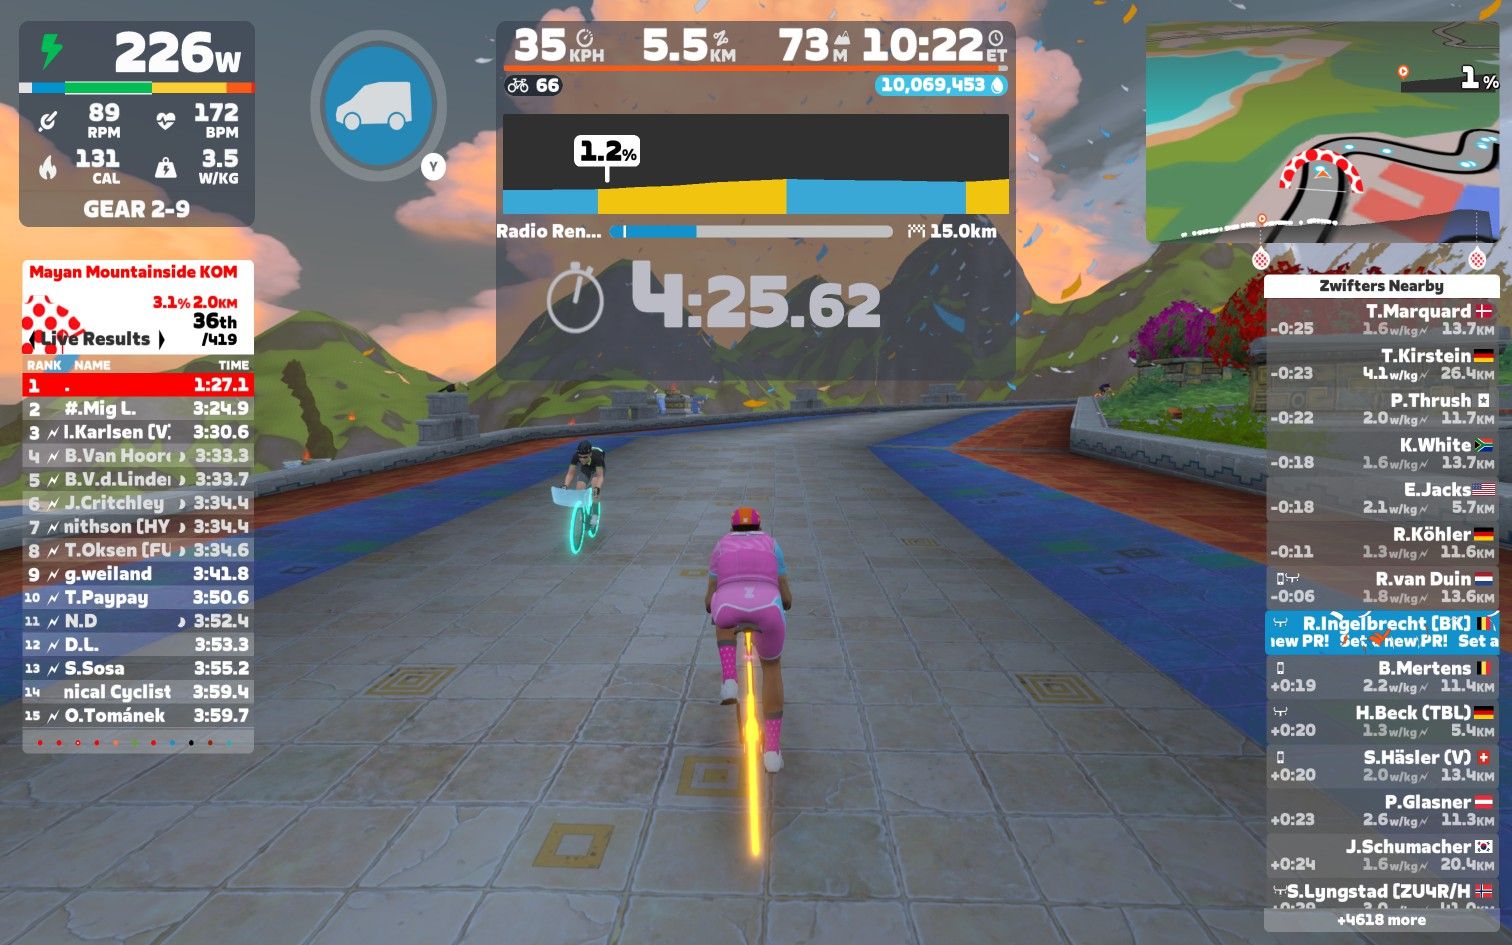 226w
89 RPM
172 BPM
131 CAL
3.5 W/KG
GEAR 2-9
Y
35 KPH 5.5 KM 73 M 10:22 ET
66
10,069,453
1.2%
Radio Ren... 15.0km
4:25.62
1%
Mayan Mountainside KOM
3.1% 2.0KM
36th
/419
Live Results
RANK NAME TIME
1 . 1:27.1
2 #.Mig L. 3:24.9
3 I.Karlsen (V) 3:30.6
4 B.Van Hoore 3:33.3
5 B.V.d.Linden 3:33.7
6 J.Critchley 3:34.4
7 nithson (HY 3:34.4
8 T.Oksen (FU 3:34.6
9 g.weiland 3:41.8
10 T.Paypay 3:50.6
11 N.D 3:52.4
12 D.L. 3:53.3
13 S.Sosa 3:55.2
14 nical Cyclist 3:59.4
15 O.Tománek 3:59.7
Zwifters Nearby
T.Marquard
-0:25 1.6w/kg 13.7KM
T.Kirstein
-0:23 4.1w/kg 26.4KM
P.Thrush
-0:22 2.0w/kg 11.7KM
K.White
-0:18 1.6w/kg 13.7KM
E.Jacks
-0:18 2.1w/kg 5.7KM
R.Köhler
-0:11 1.3w/kg 11.6KM
R.van Duin
-0:06 1.8w/kg 13.6KM
R.Ingelbrecht (BK)
new PR! Set a new PR! Set a
B.Mertens
+0:19 2.2w/kg 11.4KM
H.Beck (TBL)
+0:20 1.3w/kg 5.4KM
S.Häsler (V)
+0:20 2.0w/kg 13.4KM
P.Glasner
+0:23 2.6w/kg 11.3KM
J.Schumacher
+0:24 1.6w/kg 20.4KM
S.Lyngstad (ZU4R/H
+4618 more